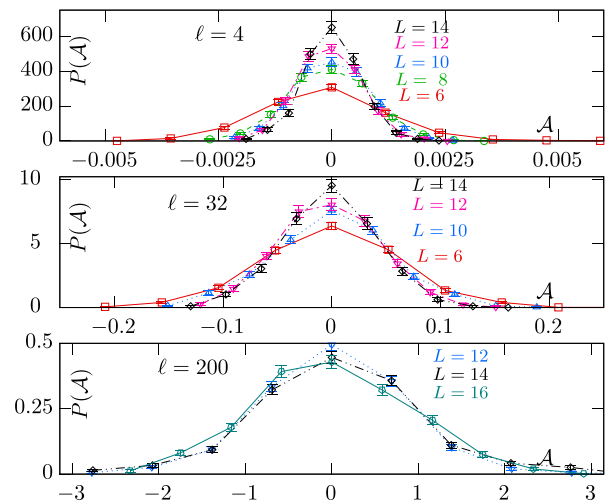 600
400
200
0
P(𝒜)
ℓ = 4
L = 14
L = 12
L = 10
L = 8
L = 6
𝒜
−0.005 −0.0025 0 0.0025 0.005
10
5
0
P(𝒜)
ℓ = 32
L = 14
L = 12
L = 10
L = 6
𝒜
−0.2 −0.1 0 0.1 0.2
0.5
0.25
0
P(𝒜)
ℓ = 200
L = 12
L = 14
L = 16
𝒜
−3 −2 −1 0 1 2 3